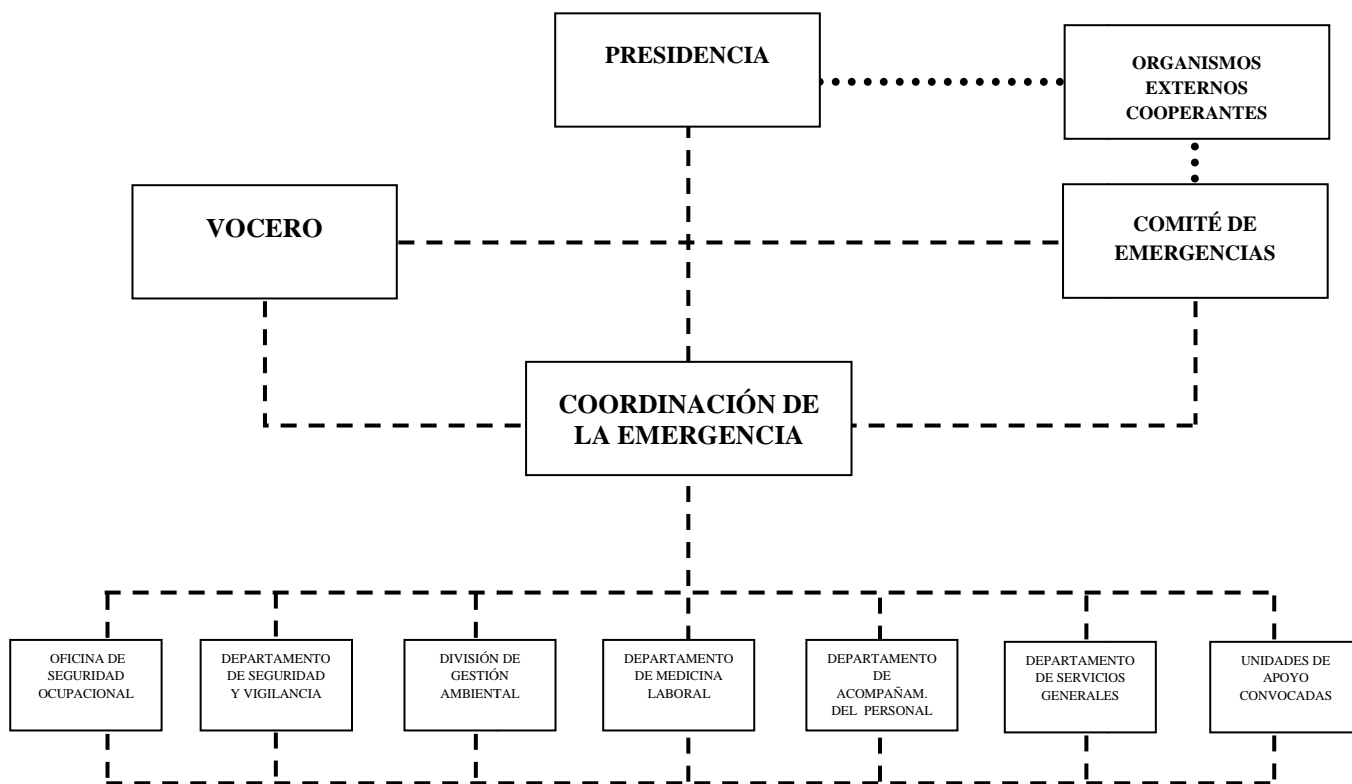 PRESIDENCIA
ORGANISMOS
EXTERNOS
COOPERANTES
VOCERO
COMITÉ DE
EMERGENCIAS
COORDINACIÓN DE
LA EMERGENCIA
OFICINA DE
SEGURIDAD
OCUPACIONAL
DEPARTAMENTO
DE SEGURIDAD
Y VIGILANCIA
DIVISIÓN DE
GESTIÓN
AMBIENTAL
DEPARTAMENTO
DE MEDICINA
LABORAL
DEPARTAMENTO
DE
ACOMPAÑAM.
DEL PERSONAL
DEPARTAMENTO
DE SERVICIOS
GENERALES
UNIDADES DE
APOYO
CONVOCADAS